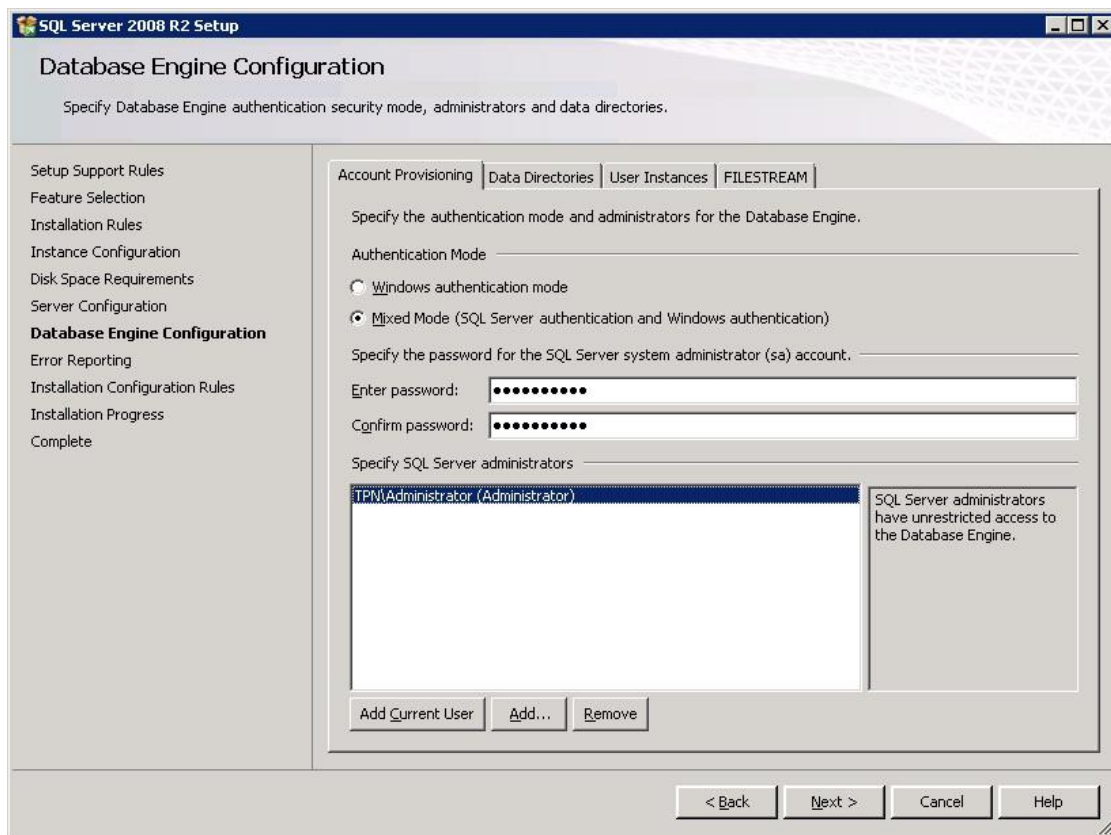 SQL Server 2008 R2 Setup
Database Engine Configuration
Specify Database Engine authentication security mode, administrators and data directories.
Setup Support Rules
Feature Selection
Installation Rules
Instance Configuration
Disk Space Requirements
Server Configuration
Database Engine Configuration
Error Reporting
Installation Configuration Rules
Installation Progress
Complete
Account Provisioning
Data Directories
User Instances
FILESTREAM
Specify the authentication mode and administrators for the Database Engine.
Authentication Mode
Windows authentication mode
Mixed Mode (SQL Server authentication and Windows authentication)
Specify the password for the SQL Server system administrator (sa) account.
Enter password: ●●●●●●●●●●
Confirm password: ●●●●●●●●●●
Specify SQL Server administrators
TPN\Administrator (Administrator)
SQL Server administrators
have unrestricted access to
the Database Engine.
Add Current User
Add...
Remove
< Back
Next >
Cancel
Help